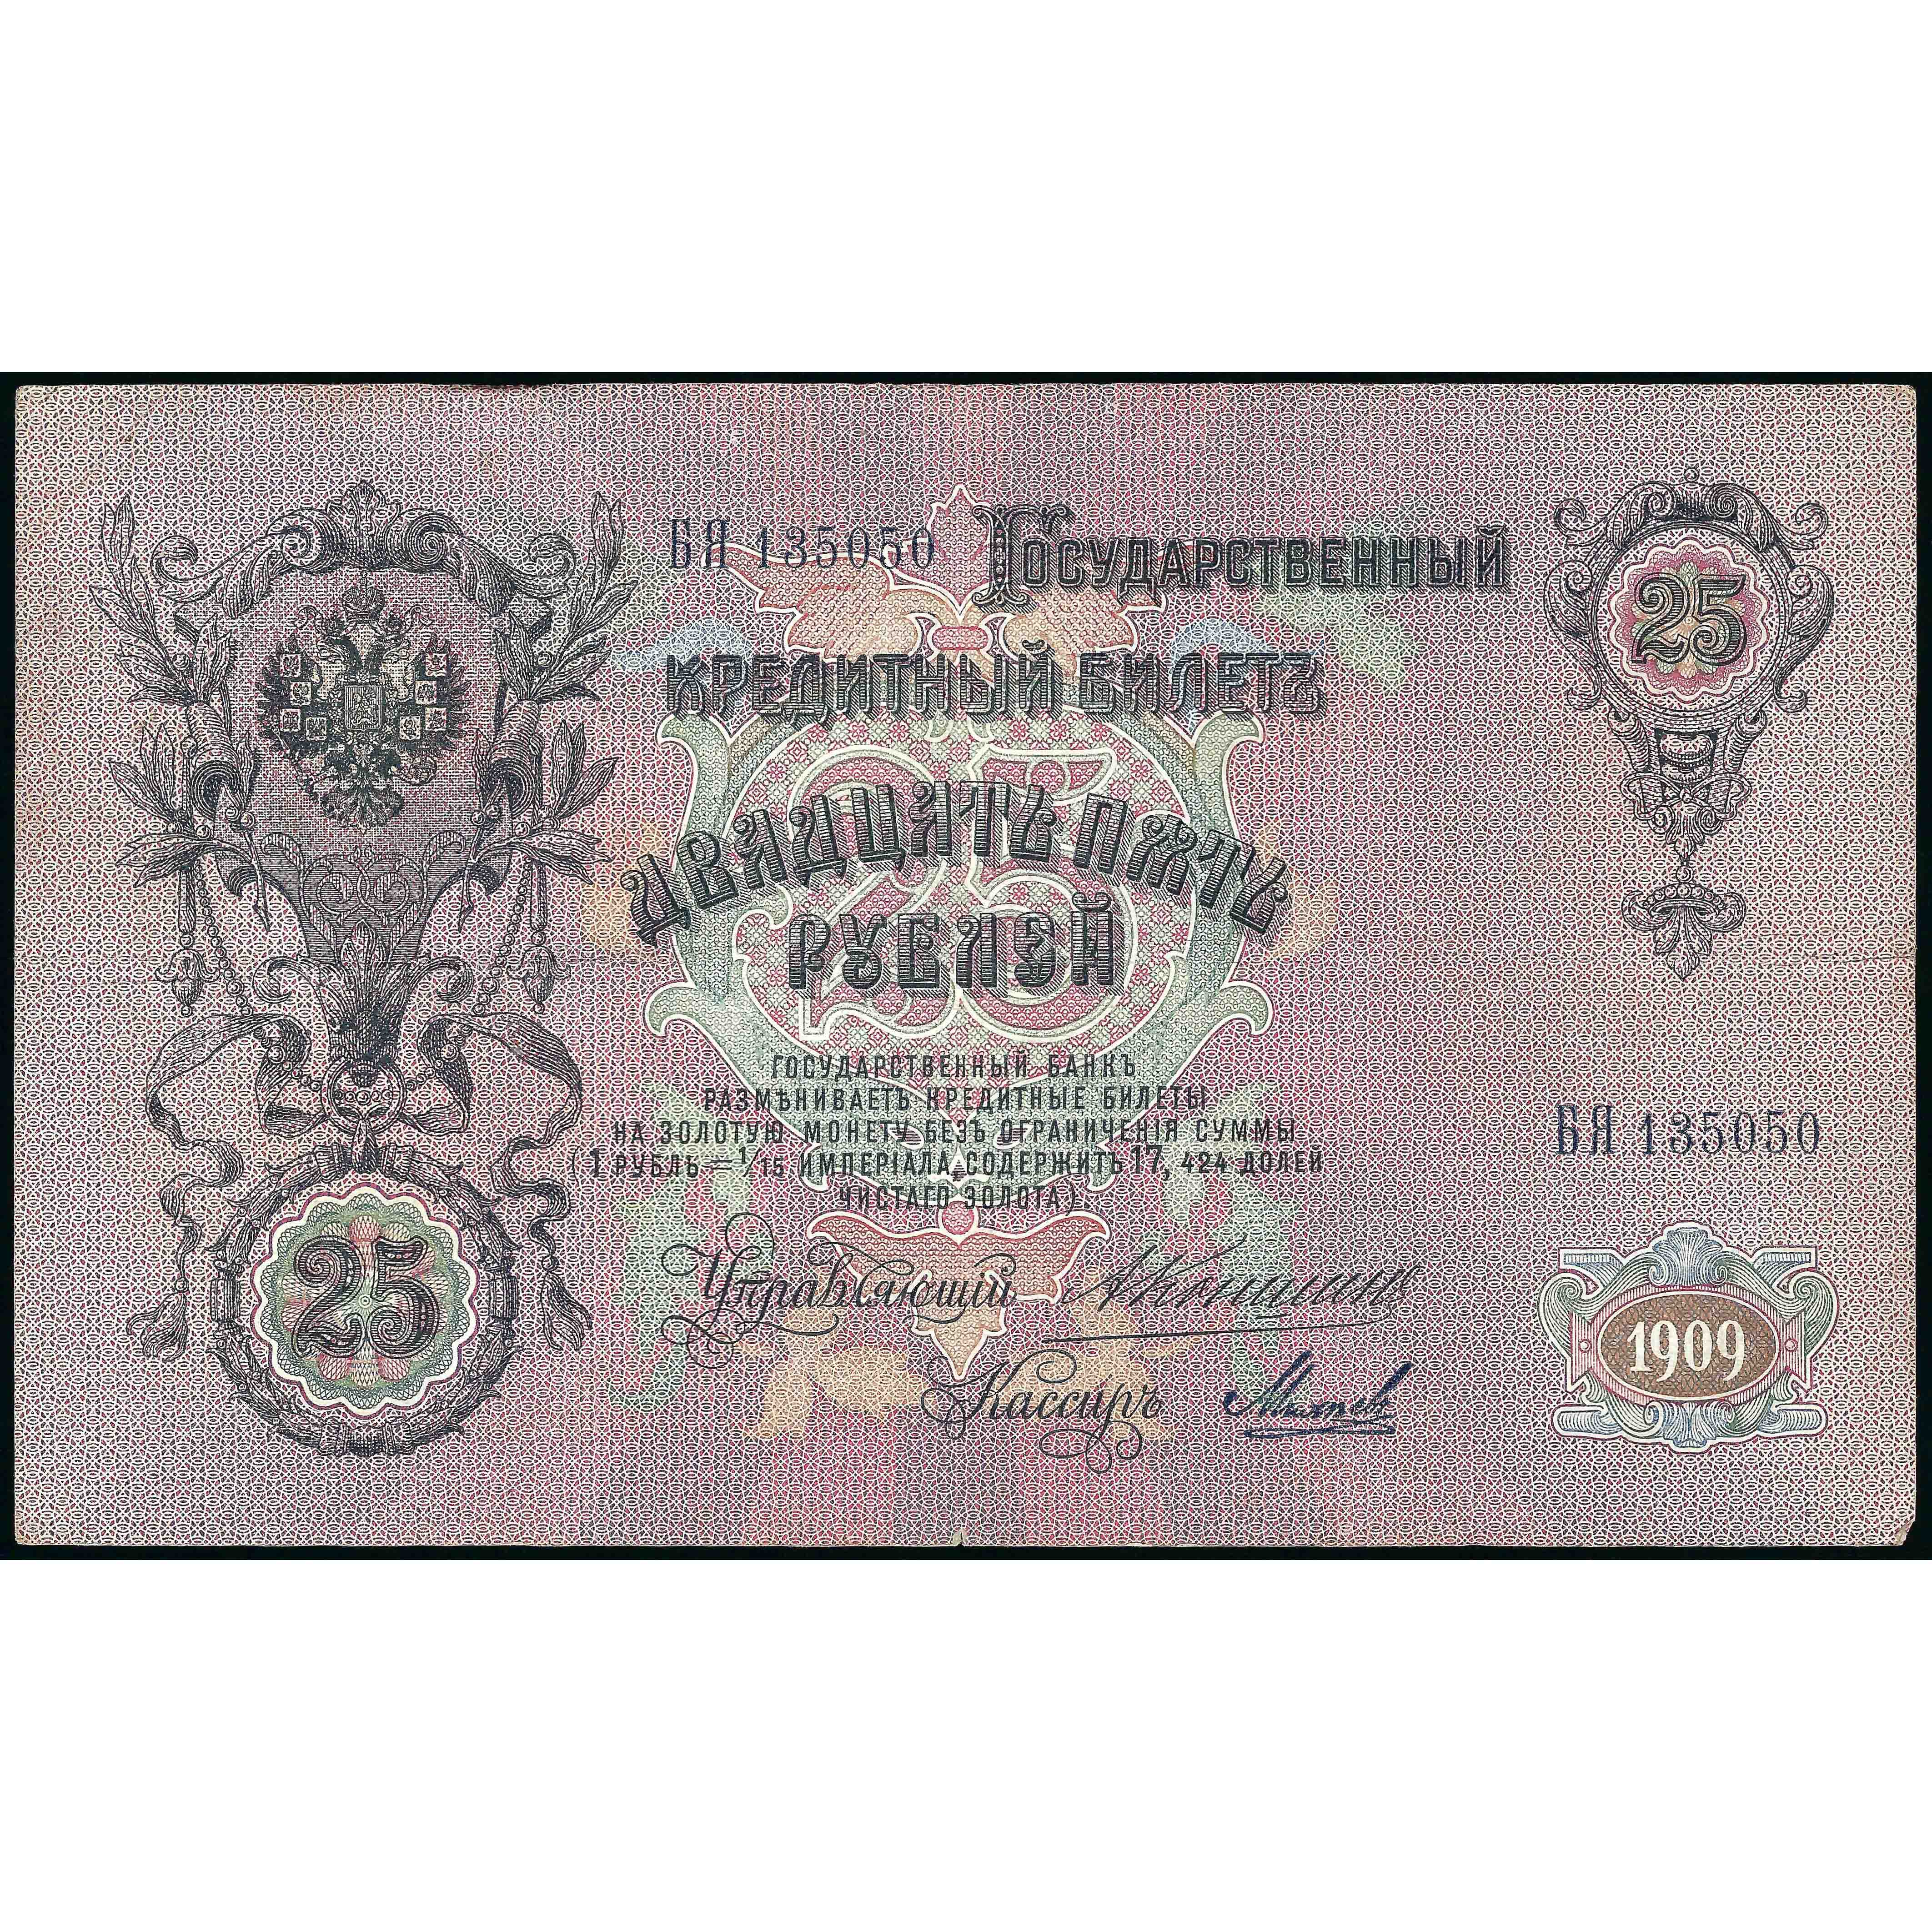 БЯ 135050
Государственный
25
КРЕДИТНЫЙ БИЛЕТЪ
25
ДВАДЦАТЬ ПЯТЬ
РУБЛЕЙ
ГОСУДАРСТВЕННЫЙ БАНКЪ
РАЗМѢНИВАЕТЪ КРЕДИТНЫЕ БИЛЕТЫ
НА ЗОЛОТУЮ МОНЕТУ БЕЗЪ ОГРАНИЧЕНІЯ СУММЫ
(1 РУБЛЬ = 1/15 ИМПЕРІАЛА, СОДЕРЖИТЪ 17, 424 ДОЛЕЙ
ЧИСТАГО ЗОЛОТА)
БЯ 135050
25
Управляющій
Кассиръ
1909